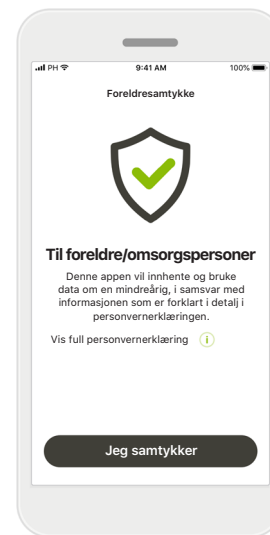 PH 9:41 AM 100%
Foreldresamtykke
Til foreldre/omsorgspersoner
Denne appen vil innhente og bruke
data om en mindreårig, i samsvar med
informasjonen som er forklart i detalj i
personvernerklæringen.
Vis full personvernerklæring i
Jeg samtykker